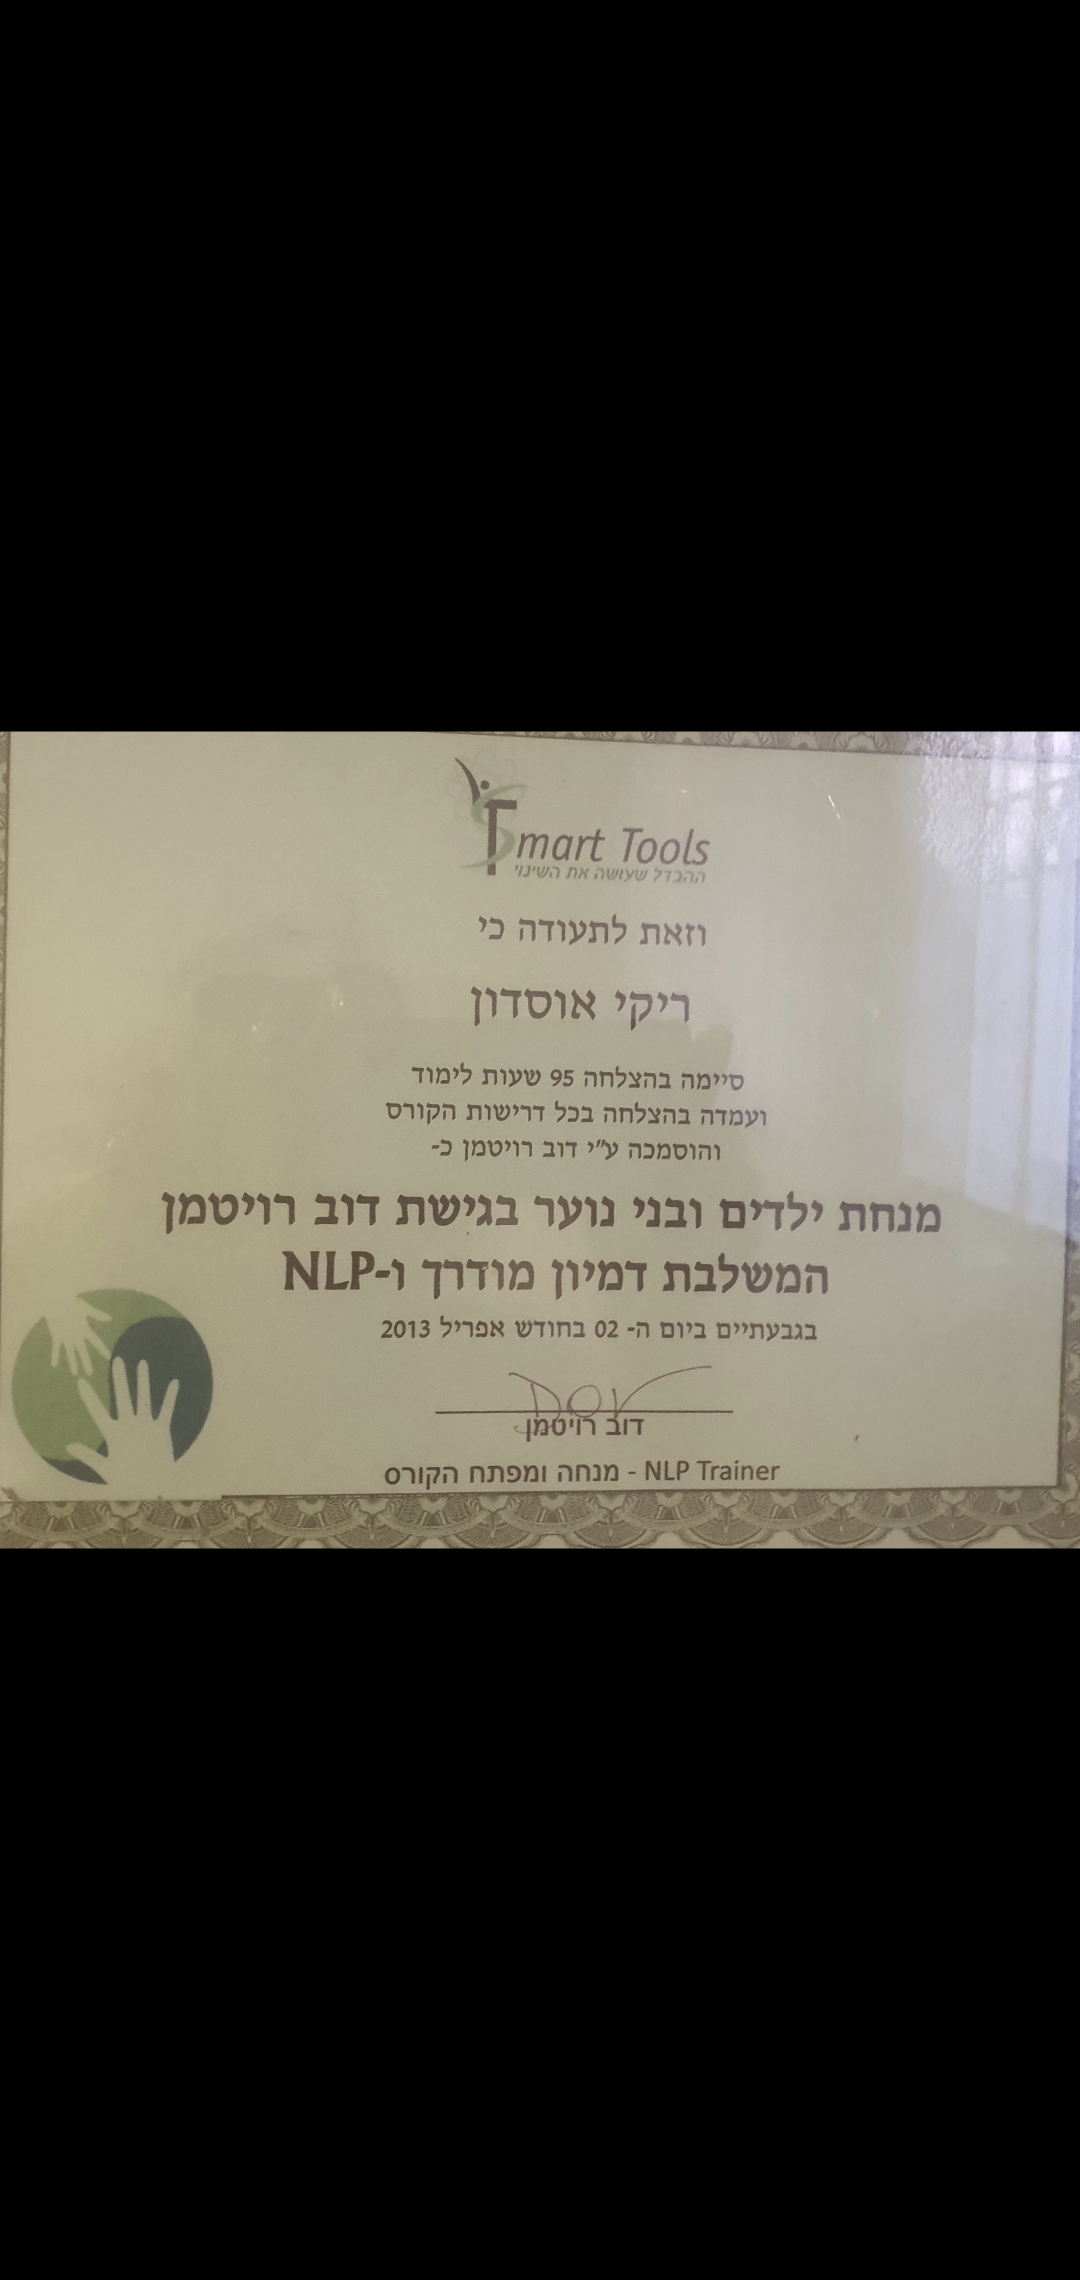 Smart Tools
ההבדל שעושה את השינוי
וזאת לתעודה כי
ריקי אוסדון
סיימה בהצלחה 95 שעות לימוד
ועמדה בהצלחה בכל דרישות הקורס
והוסמכה ע"י דוב רויטמן כ-
מנחת ילדים ובני נוער בגישת דוב רויטמן
המשלבת דמיון מודרך ו-NLP
בגבעתיים ביום ה- 02 בחודש אפריל 2013
DOV
דוב רויטמן
NLP Trainer - מנחה ומפתח הקורס